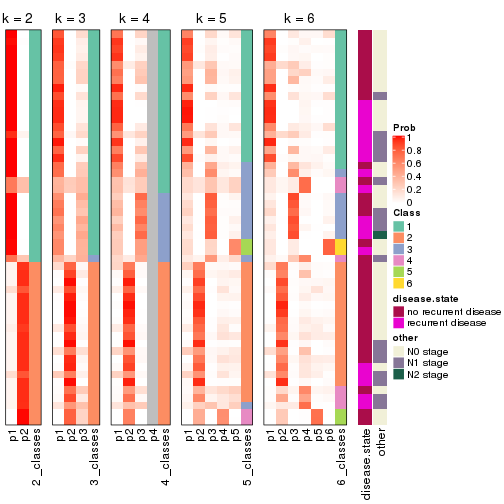 k = 2 k = 3 k = 4 k = 5 k = 6
Prob
1
0.8
0.6
0.4
0.2
0
Class
1
2
3
4
5
6
disease.state
no recurrent disease
recurrent disease
other
N0 stage
N1 stage
N2 stage
p1 p2 2_classes p1 p2 p3 3_classes p1 p2 p3 p4 4_classes p1 p2 p3 p4 p5 5_classes p1 p2 p3 p4 p5 p6 6_classes disease.state other